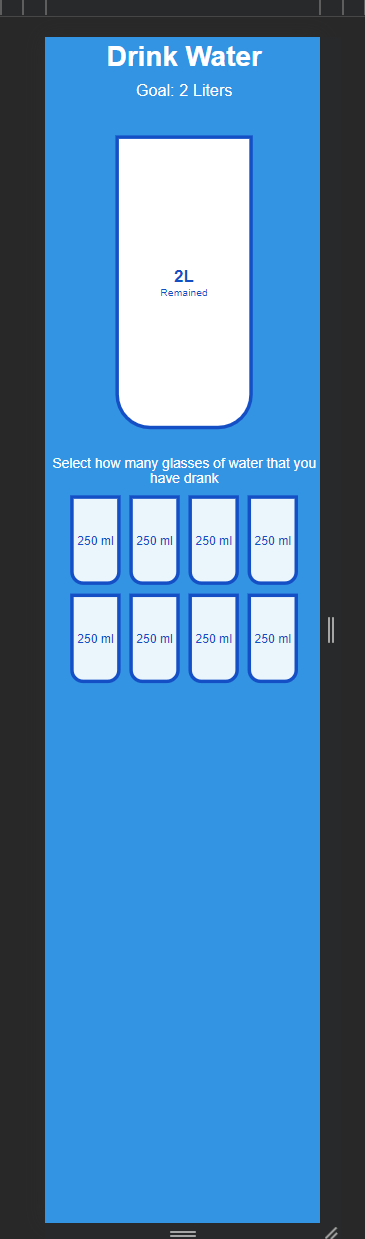 Drink Water
Goal: 2 Liters
2L
Remained
Select how many glasses of water that you
have drank
250 ml 250 ml 250 ml 250 ml
250 ml 250 ml 250 ml 250 ml